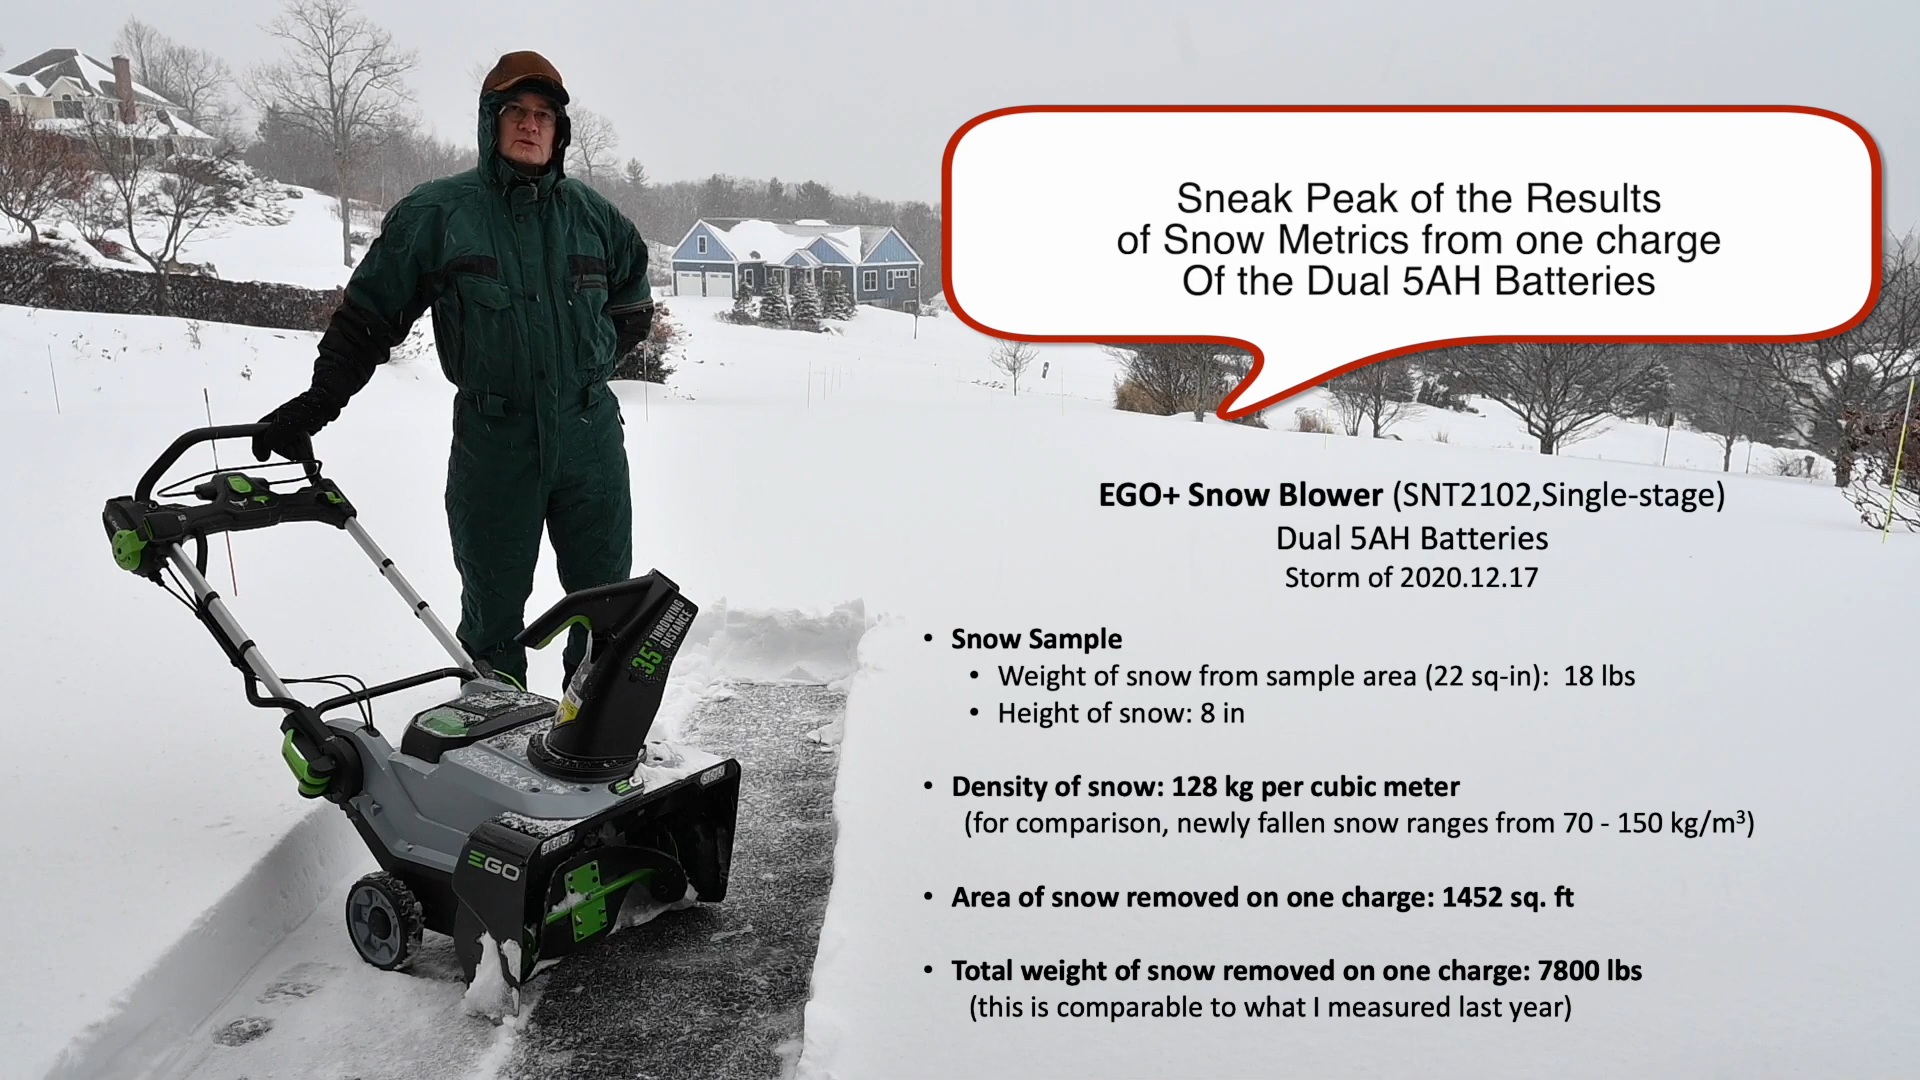 Sneak Peak of the Results
of Snow Metrics from one charge
Of the Dual 5AH Batteries
EGO+ Snow Blower (SNT2102,Single-stage)
Dual 5AH Batteries
Storm of 2020.12.17
• Snow Sample
• Weight of snow from sample area (22 sq-in): 18 lbs
• Height of snow: 8 in
• Density of snow: 128 kg per cubic meter
(for comparison, newly fallen snow ranges from 70 - 150 kg/m³)
• Area of snow removed on one charge: 1452 sq. ft
• Total weight of snow removed on one charge: 7800 lbs
(this is comparable to what I measured last year)
35' THROWING
DISTANCE
EGO
EGO